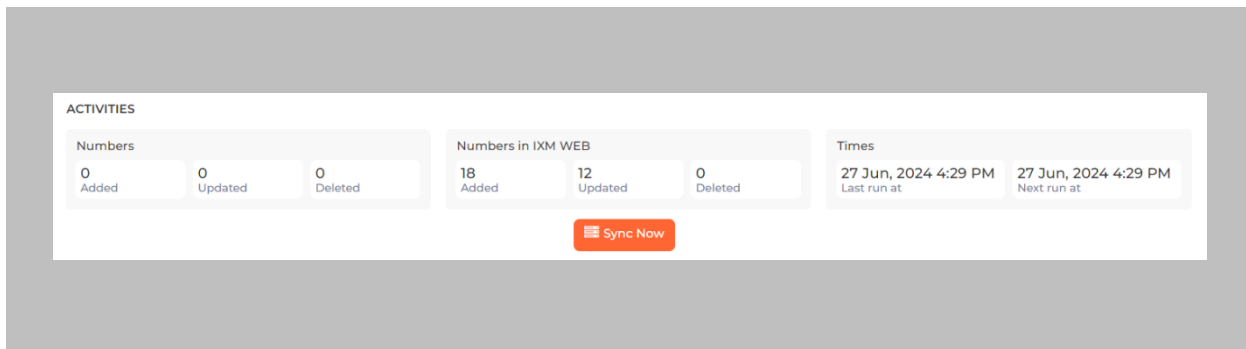 ACTIVITIES
Numbers
0
Added
0
Updated
0
Deleted
Numbers in IXM WEB
18
Added
12
Updated
0
Deleted
Times
27 Jun, 2024 4:29 PM
Last run at
27 Jun, 2024 4:29 PM
Next run at
Sync Now